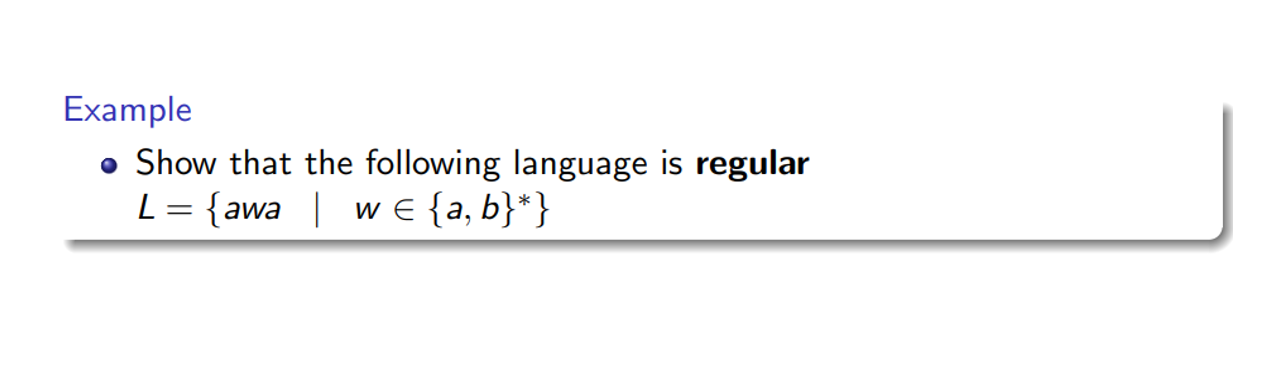 Example
Show that the following language is regular
L = {awa | w ∈ {a, b}*}